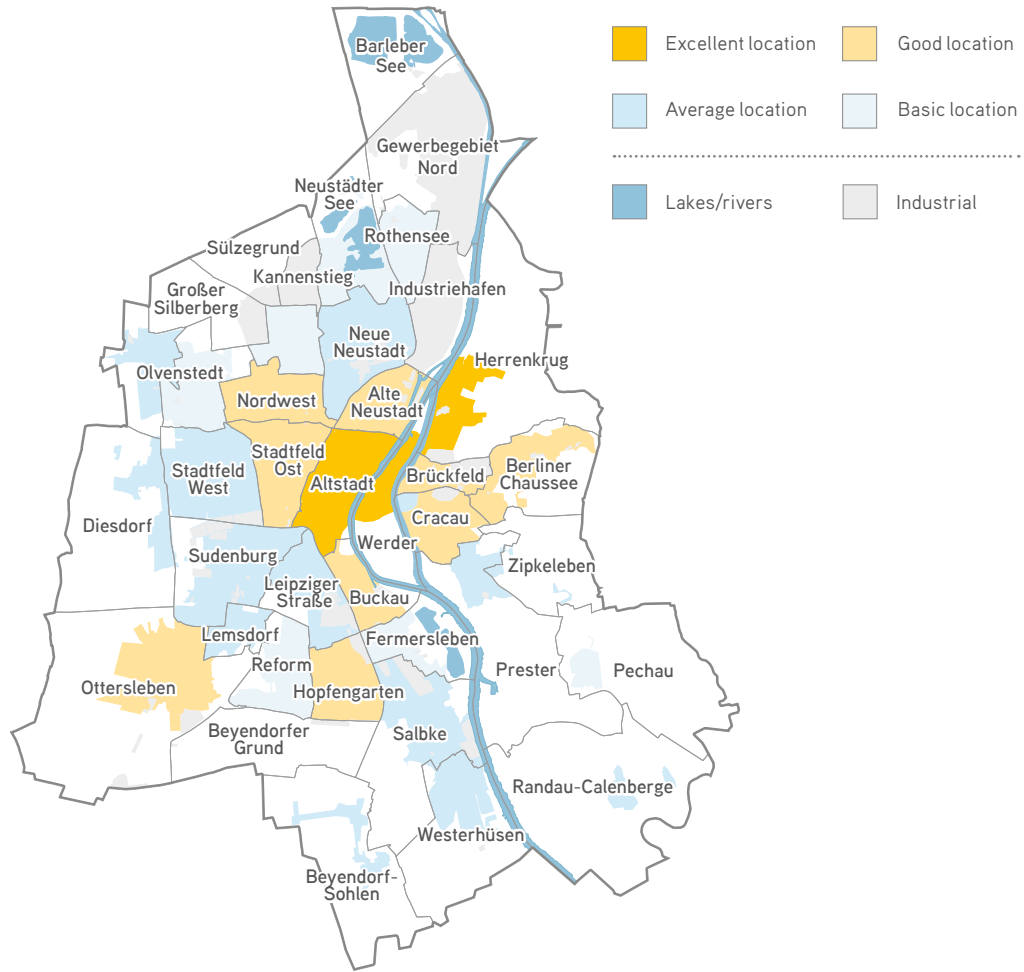 Barleber
See
Excellent location
Good location
Average location
Basic location
Lakes/rivers
Industrial
Gewerbegebiet
Nord
Neustädter
See
Rothensee
Sülzegrund
Kannenstieg
Großer
Silberberg
Industriehafen
Neue
Neustadt
Herrenkrug
Olvenstedt
Nordwest
Alte
Neustadt
Stadtfeld
Ost
Stadtfeld
West
Altstadt
Brückfeld
Berliner
Chaussee
Diesdorf
Cracau
Werder
Sudenburg
Zipkeleben
Leipziger
Straße
Buckau
Lemsdorf
Fermersleben
Reform
Prester
Pechau
Ottersleben
Hopfengarten
Beyendorfer
Grund
Salbke
Randau-Calenberge
Westerhüsen
Beyendorf-
Sohlen